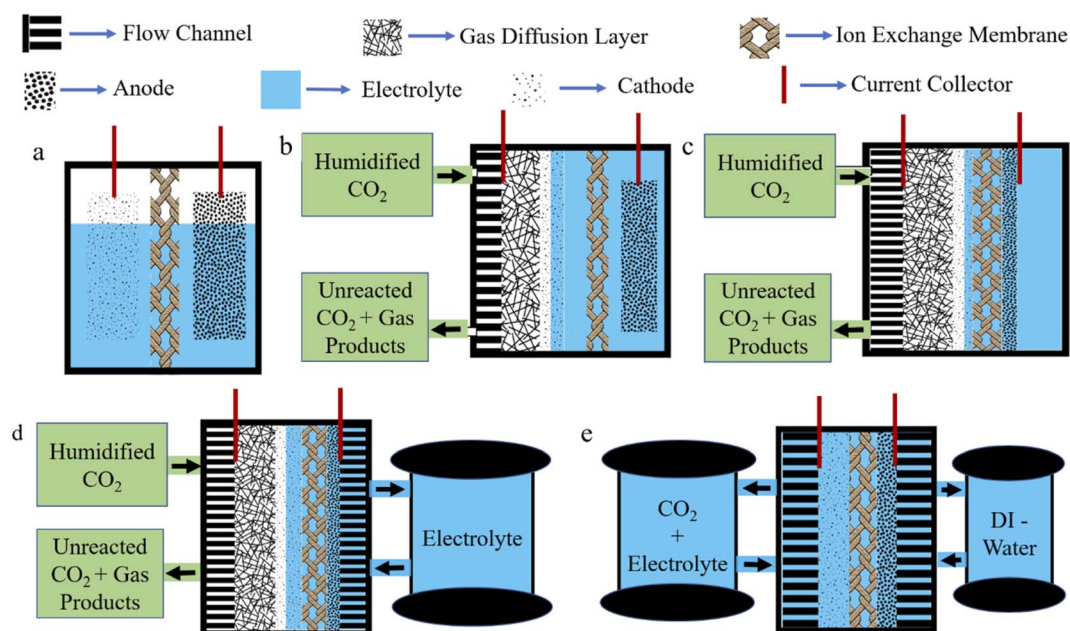 Flow Channel
Gas Diffusion Layer
Ion Exchange Membrane
Anode
Electrolyte
Cathode
Current Collector
a
b
Humidified
CO₂
Unreacted
CO₂ + Gas
Products
c
Humidified
CO₂
Unreacted
CO₂ + Gas
Products
d
Humidified
CO₂
Unreacted
CO₂ + Gas
Products
Electrolyte
e
CO₂
+
Electrolyte
DI -
Water